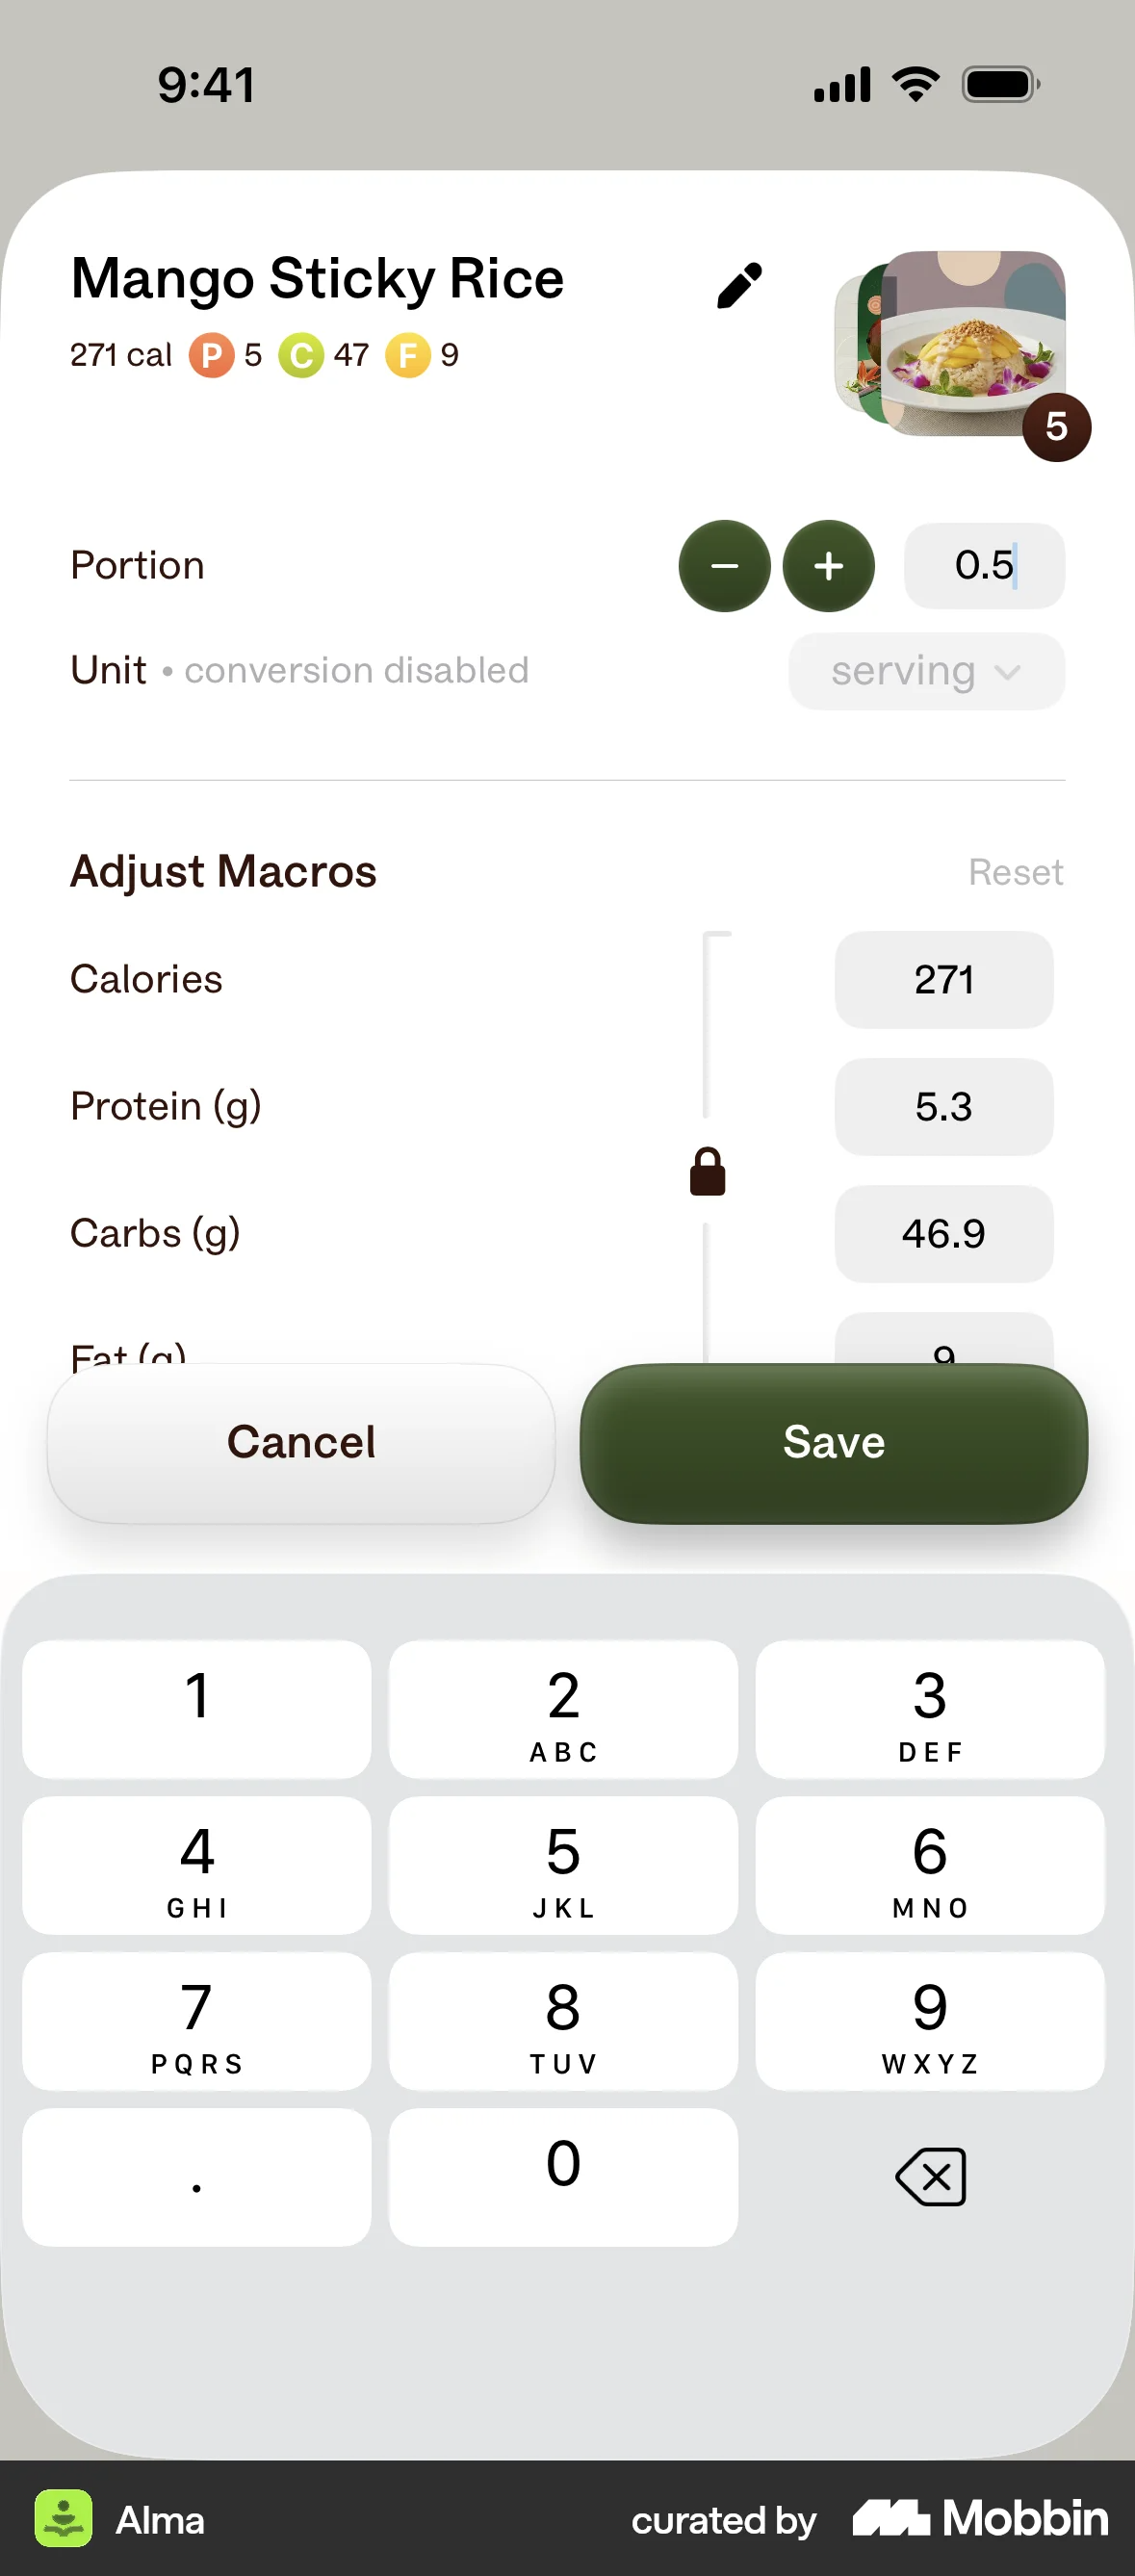 9:41
Mango Sticky Rice
271 cal P 5 C 47 F 9
5
Portion
0.5
Unit • conversion disabled
serving
Adjust Macros
Reset
Calories
271
Protein (g)
5.3
Carbs (g)
46.9
Fat (g)
9
Cancel
Save
1
2
ABC
3
DEF
4
GHI
5
JKL
6
MNO
7
PQRS
8
TUV
9
WXYZ
.
0
Alma
curated by Mobbin